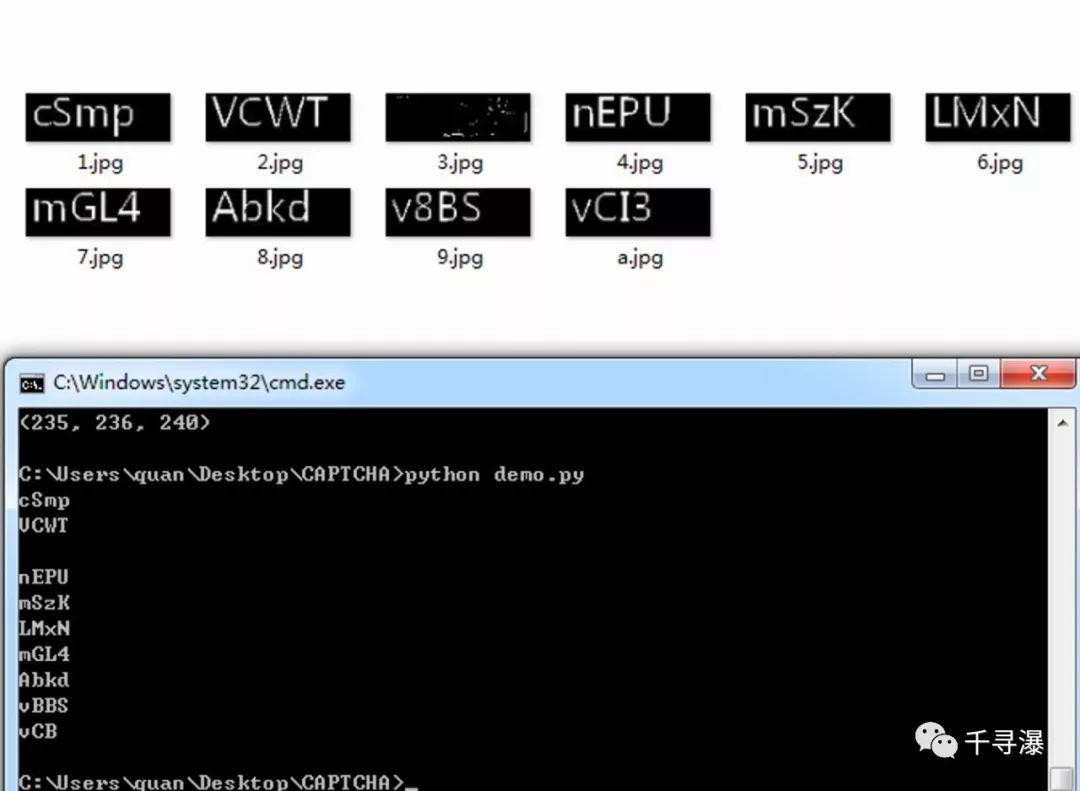 cSmp VCWT nEPU mSzK LMxN
1.jpg 2.jpg 3.jpg 4.jpg 5.jpg 6.jpg
mGL4 Abkd v8BS vCI3
7.jpg 8.jpg 9.jpg a.jpg
C:\Windows\system32\cmd.exe
(235, 236, 240)
C:\Users\quan\Desktop\CAPTCHA>python demo.py
cSmp
VCWT
nEPU
mSzK
LMxN
mGL4
Abkd
vBBS
vCB
千寻瀑
C:\Users\quan\Desktop\CAPTCHA>_